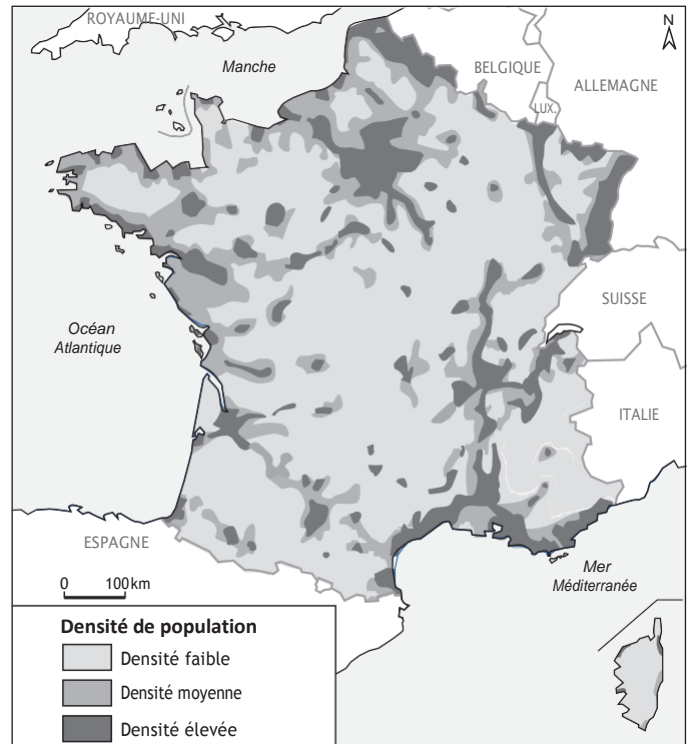 ROYAUME-UNI
N
Manche
BELGIQUE
ALLEMAGNE
LUX.
SUISSE
Océan
Atlantique
ITALIE
ESPAGNE
Mer
Méditerranée
0 100 km
Densité de population
Densité faible
Densité moyenne
Densité élevée